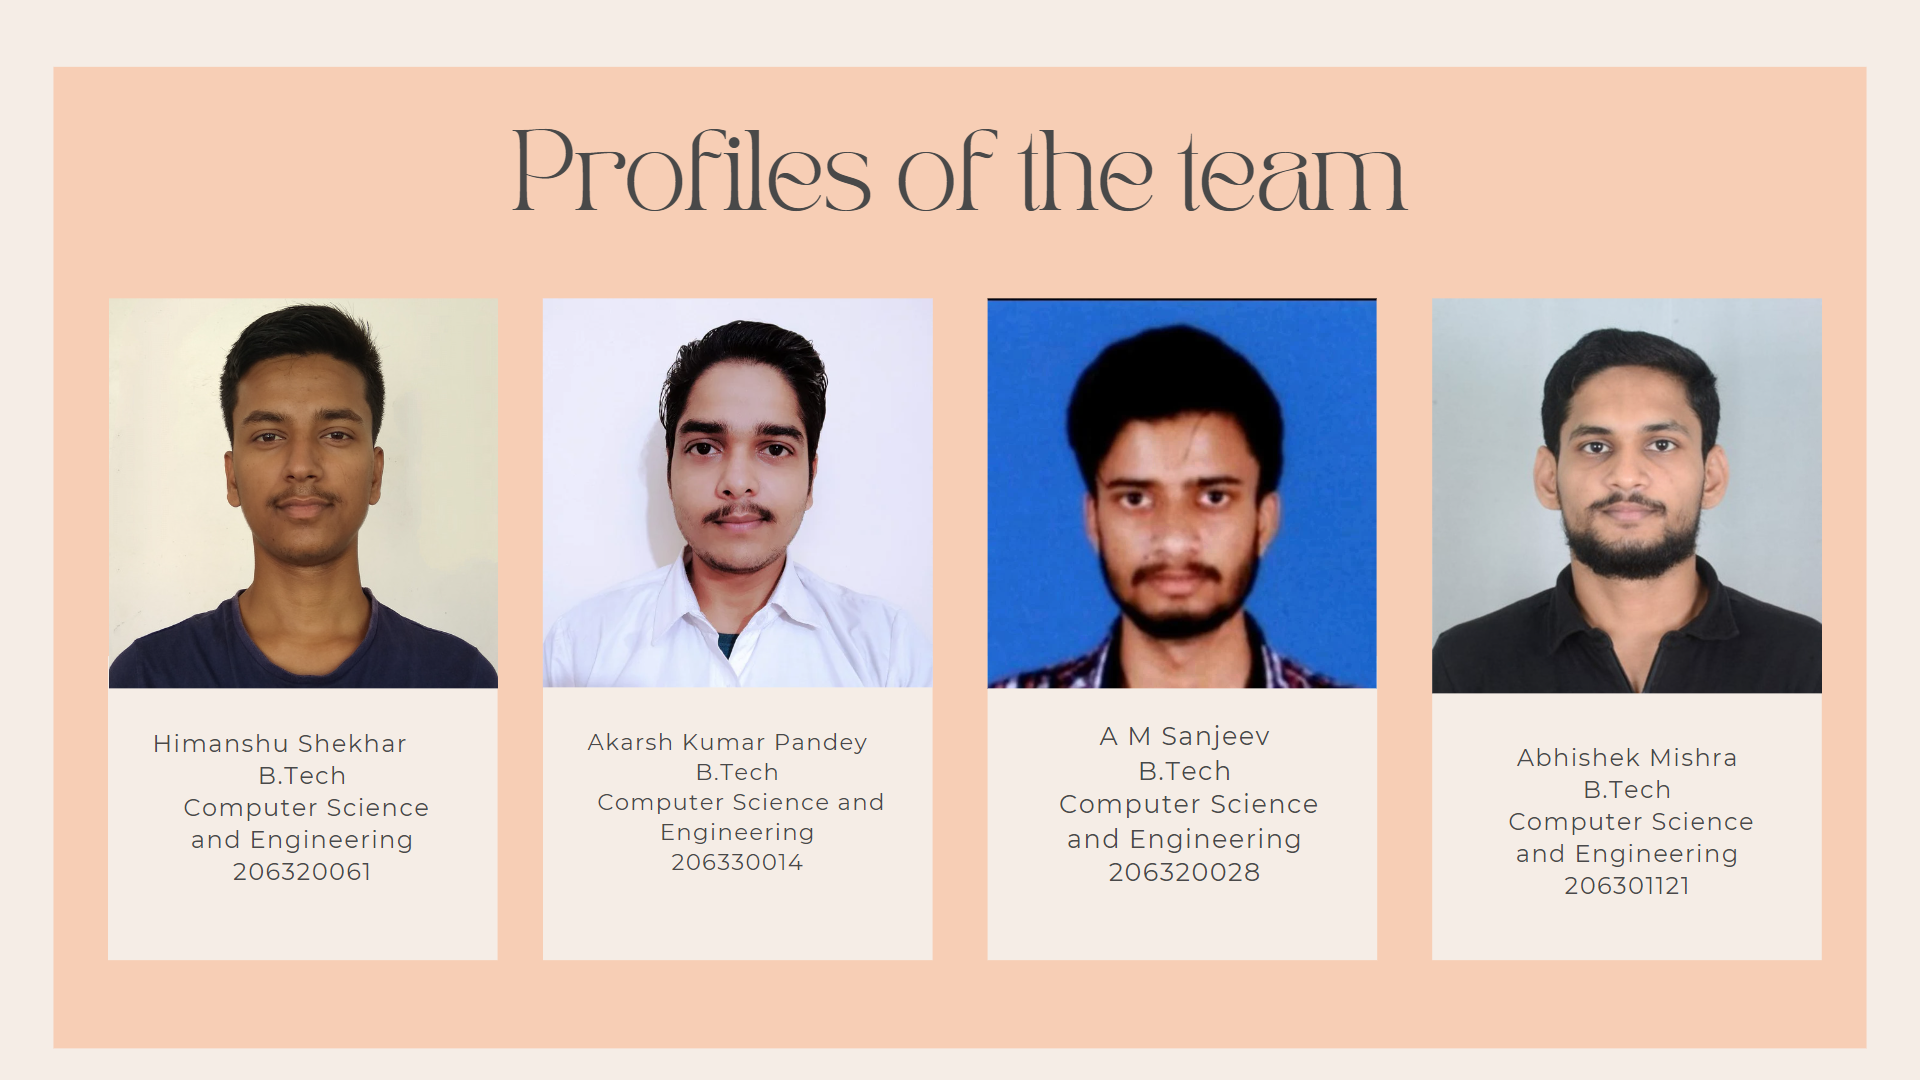 Profiles of the team
Himanshu Shekhar
B.Tech
Computer Science
and Engineering
206320061
Akarsh Kumar Pandey
B.Tech
Computer Science and
Engineering
206330014
A M Sanjeev
B.Tech
Computer Science
and Engineering
206320028
Abhishek Mishra
B.Tech
Computer Science
and Engineering
206301121